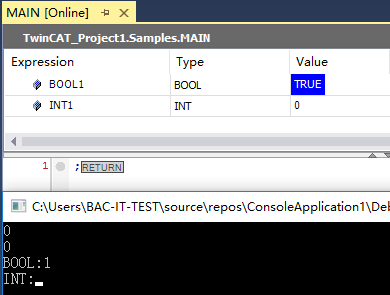 MAIN [Online]
TwinCAT_Project1.Samples.MAIN
Expression Type Value
BOOL1 BOOL TRUE
INT1 INT 0
1 ;RETURN
C:\Users\BAC-IT-TEST\source\repos\ConsoleApplication1\Deb
0
0
BOOL:1
INT: